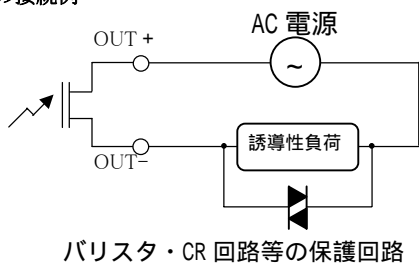 の接続例
AC 電源
OUT +
~
OUT-
誘導性負荷
バリスタ・CR 回路等の保護回路